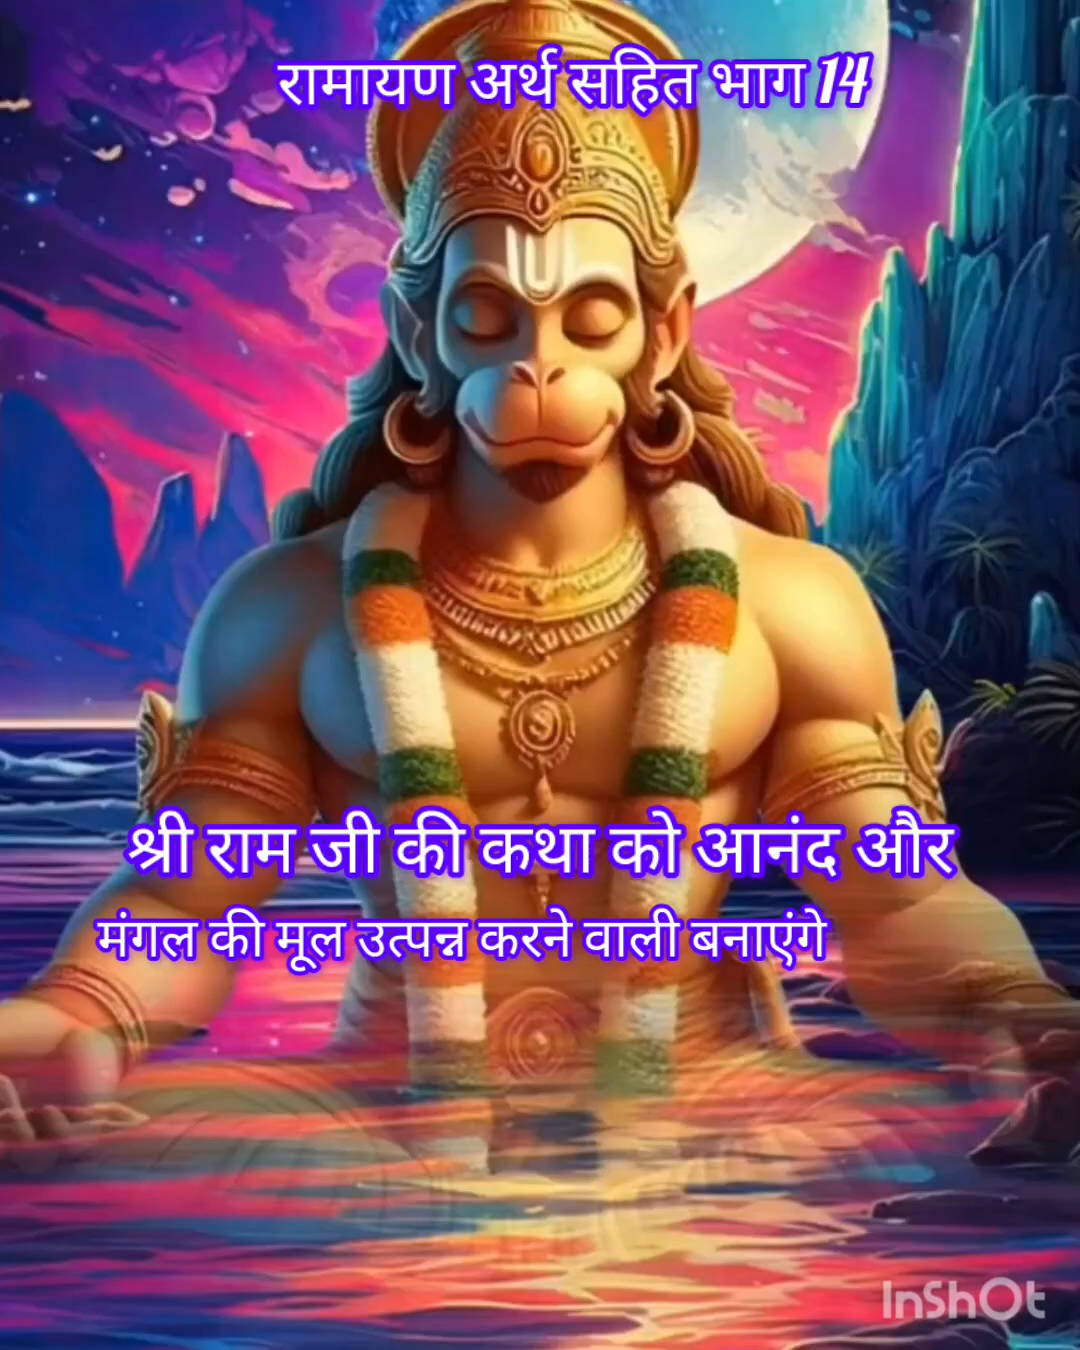 रामायण अर्थ सहित भाग 14
श्री राम जी की कथा को आनंद और
मंगल की मूल उत्पन्न करने वाली बनाएंगे
InShOt